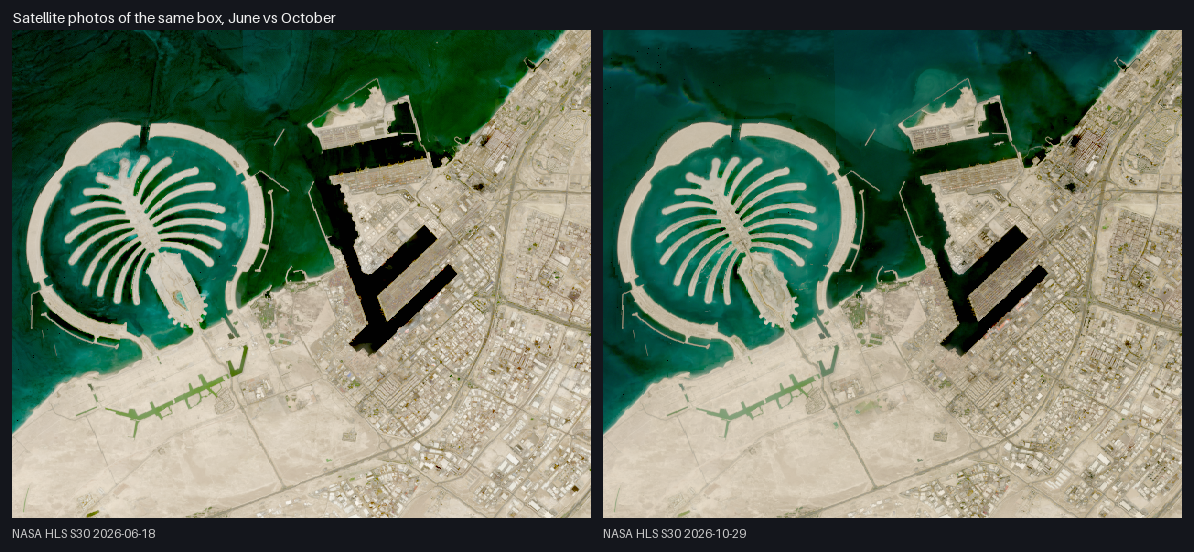 Satellite photos of the same box, June vs October
NASA HLS S30 2026-06-18
NASA HLS S30 2026-10-29